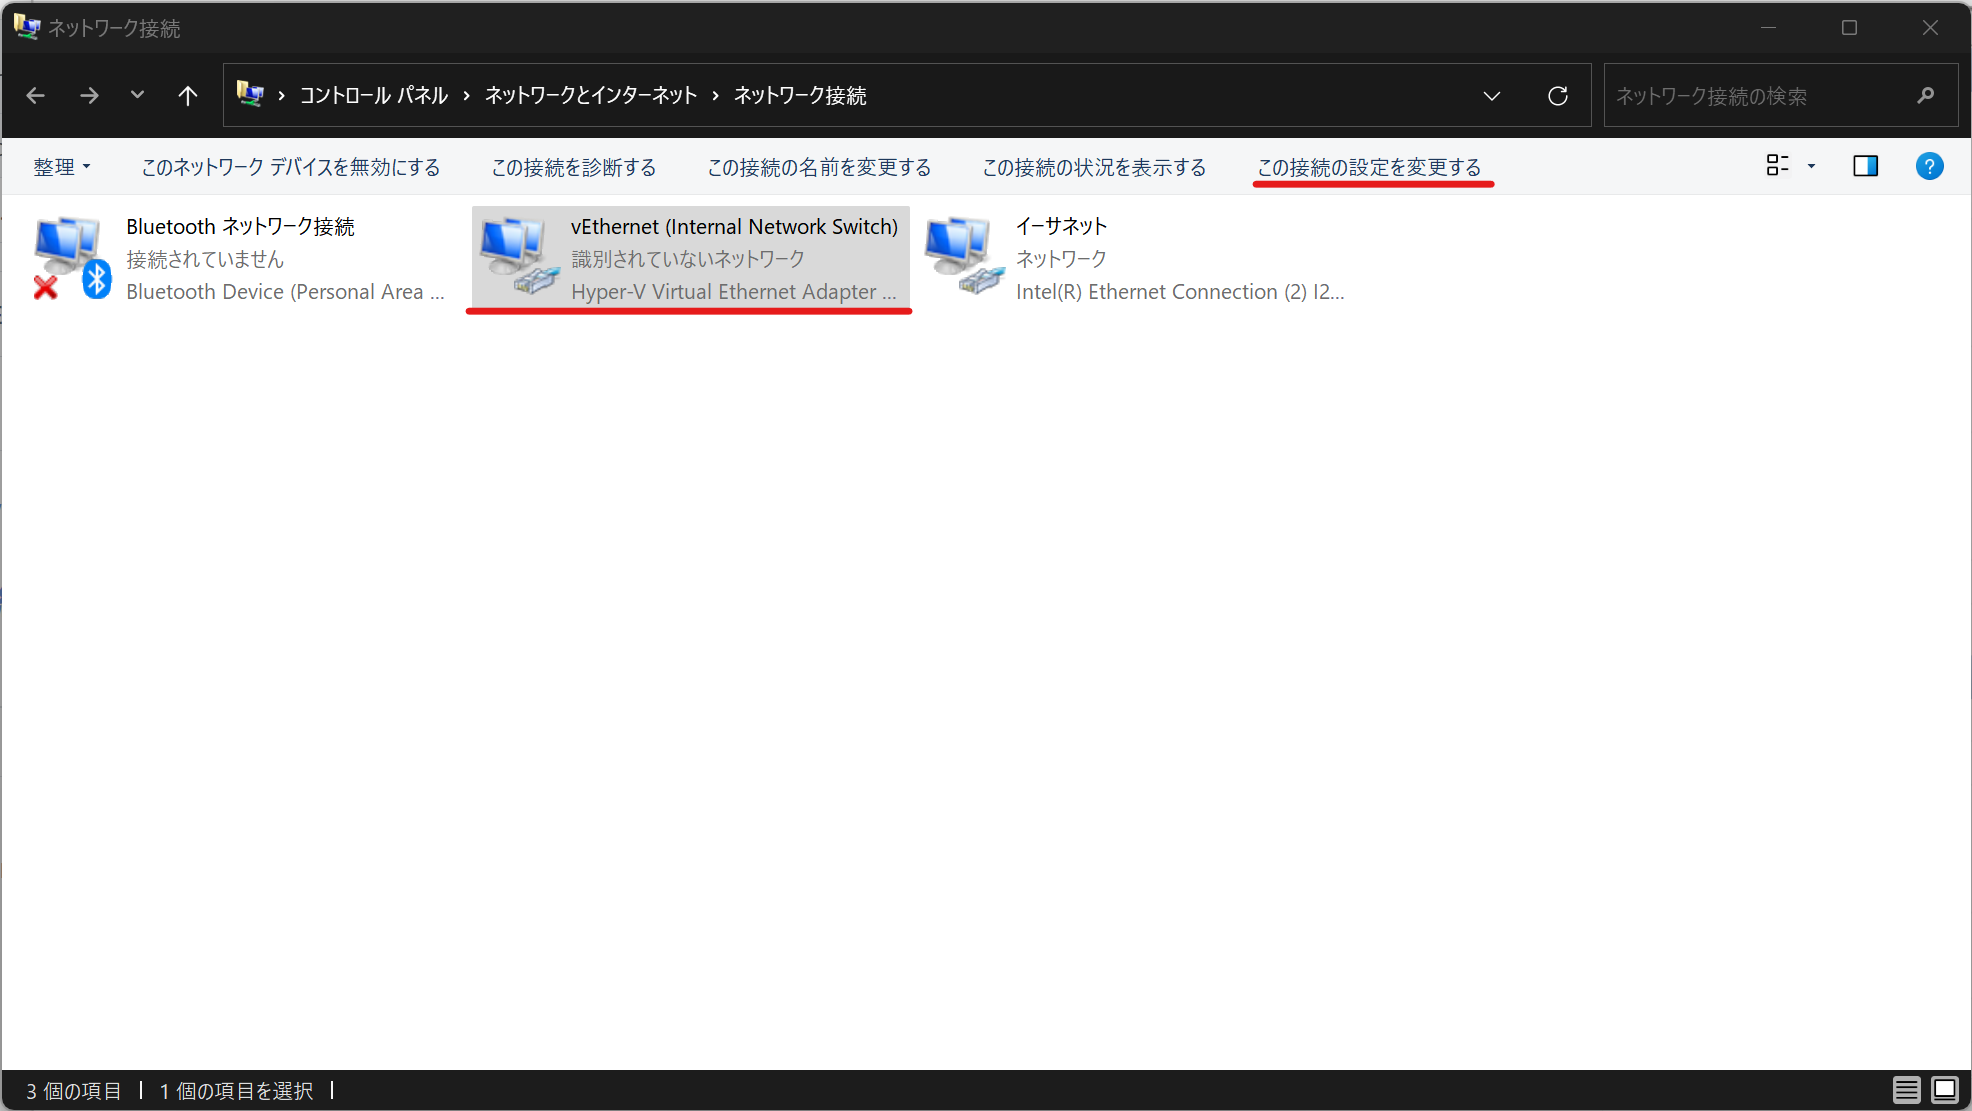 ネットワーク接続
コントロール パネル › ネットワークとインターネット › ネットワーク接続
ネットワーク接続の検索
整理 このネットワーク デバイスを無効にする この接続を診断する この接続の名前を変更する この接続の状況を表示する この接続の設定を変更する
Bluetooth ネットワーク接続
接続されていません
Bluetooth Device (Personal Area ...
vEthernet (Internal Network Switch)
識別されていないネットワーク
Hyper-V Virtual Ethernet Adapter ...
イーサネット
ネットワーク
Intel(R) Ethernet Connection (2) I2...
3 個の項目 1 個の項目を選択